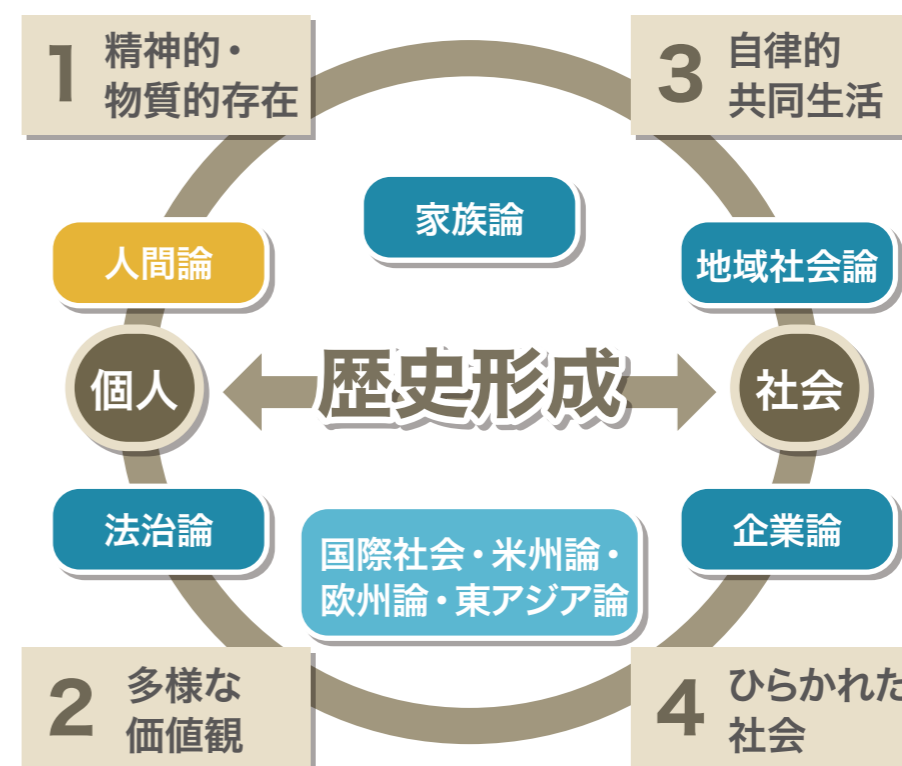 1
精神的・
物質的存在
3
自律的
共同生活
家族論
人間論
地域社会論
個人
歴史形成
社会
法治論
国際社会・米州論・
欧州論・東アジア論
企業論
2
多様な
価値観
4
ひらかれた
社会